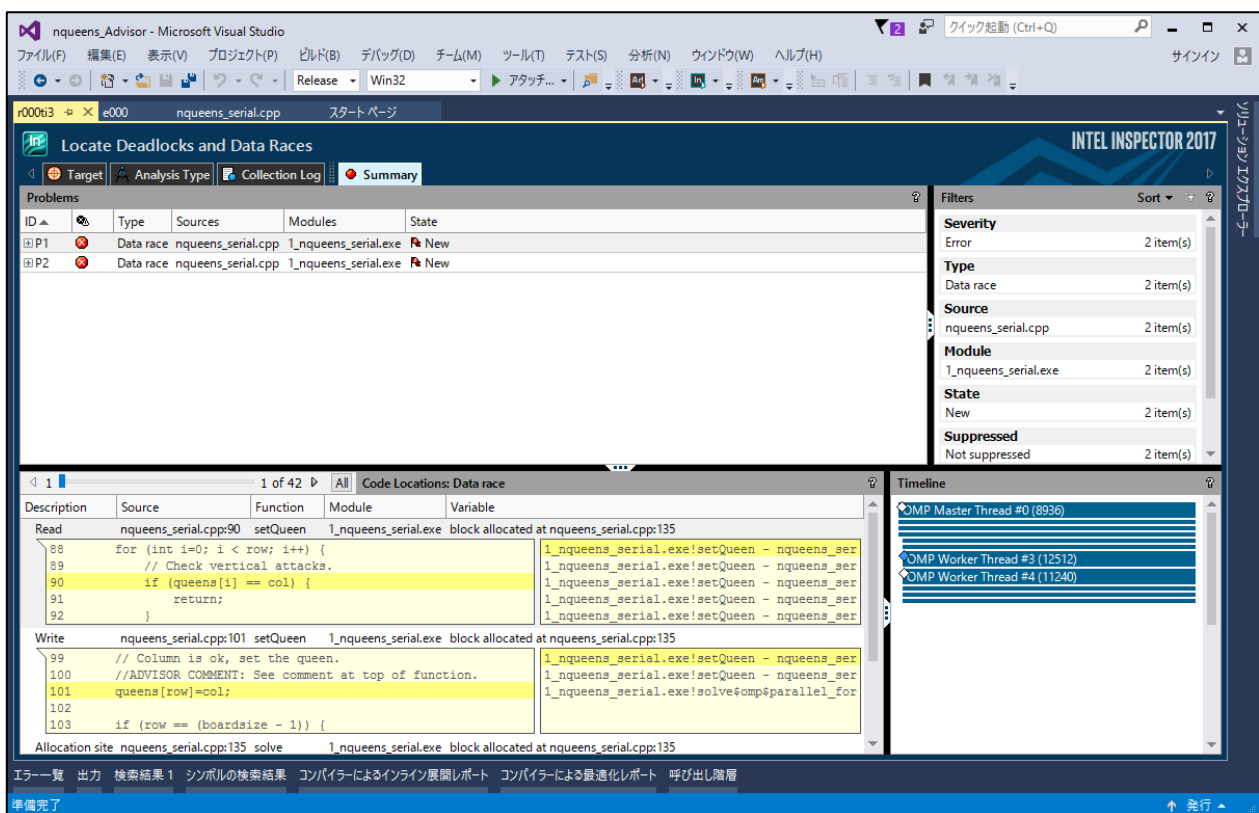 nqueens_Advisor - Microsoft Visual Studio
2
クイック起動 (Ctrl+Q)
ファイル(F) 編集(E) 表示(V) プロジェクト(P) ビルド(B) デバッグ(D) チーム(M) ツール(T) テスト(S) 分析(N) ウィンドウ(W) ヘルプ(H)
サインイン
Release Win32 アタッチ...
r000ti3 e000 nqueens_serial.cpp スタート ページ
ソリューション エクスプローラー
Locate Deadlocks and Data Races
INTEL INSPECTOR 2017
Target Analysis Type Collection Log Summary
Problems
ID Type Sources Modules State
P1 Data race nqueens_serial.cpp 1_nqueens_serial.exe New
P2 Data race nqueens_serial.cpp 1_nqueens_serial.exe New
Filters Sort
Severity
Error 2 item(s)
Type
Data race 2 item(s)
Source
nqueens_serial.cpp 2 item(s)
Module
1_nqueens_serial.exe 2 item(s)
State
New 2 item(s)
Suppressed
Not suppressed 2 item(s)
1 1 of 42 All Code Locations: Data race
Description Source Function Module Variable
Read nqueens_serial.cpp:90 setQueen 1_nqueens_serial.exe block allocated at nqueens_serial.cpp:135
88 for (int i=0; i < row; i++) { 1_nqueens_serial.exe!setQueen - nqueens_ser
89 // Check vertical attacks. 1_nqueens_serial.exe!setQueen - nqueens_ser
90 if (queens[i] == col) { 1_nqueens_serial.exe!setQueen - nqueens_ser
91 return; 1_nqueens_serial.exe!setQueen - nqueens_ser
92 } 1_nqueens_serial.exe!setQueen - nqueens_ser
Write nqueens_serial.cpp:101 setQueen 1_nqueens_serial.exe block allocated at nqueens_serial.cpp:135
99 // Column is ok, set the queen. 1_nqueens_serial.exe!setQueen - nqueens_ser
100 //ADVISOR COMMENT: See comment at top of function. 1_nqueens_serial.exe!setQueen - nqueens_ser
101 queens[row]=col; 1_nqueens_serial.exe!solve$omp$parallel_for
102
103 if (row == (boardsize - 1)) {
Allocation site nqueens_serial.cpp:135 solve 1_nqueens_serial.exe block allocated at nqueens_serial.cpp:135
Timeline
OMP Master Thread #0 (8936)
OMP Worker Thread #3 (12512)
OMP Worker Thread #4 (11240)
エラー一覧 出力 検索結果 1 シンボルの検索結果 コンパイラーによるインライン展開レポート コンパイラーによる最適化レポート 呼び出し階層
準備完了
発行